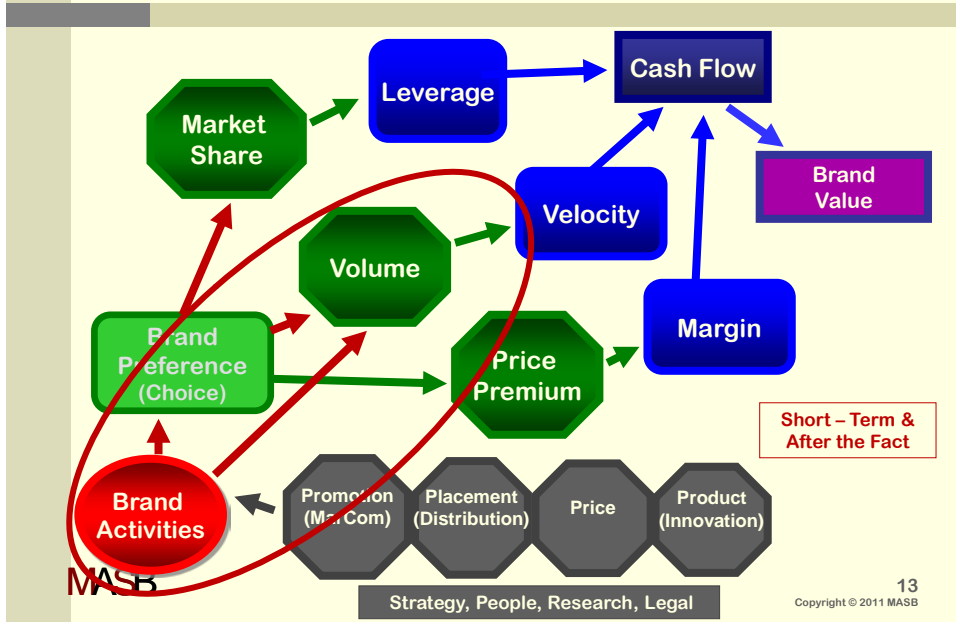 Cash Flow
Leverage
Market
Share
Brand
Value
Velocity
Volume
Margin
Brand
Preference
(Choice)
Price
Premium
Short – Term &
After the Fact
Brand
Activities
Promotion
(MarCom)
Placement
(Distribution)
Price
Product
(Innovation)
MASB
Strategy, People, Research, Legal
13
Copyright © 2011 MASB